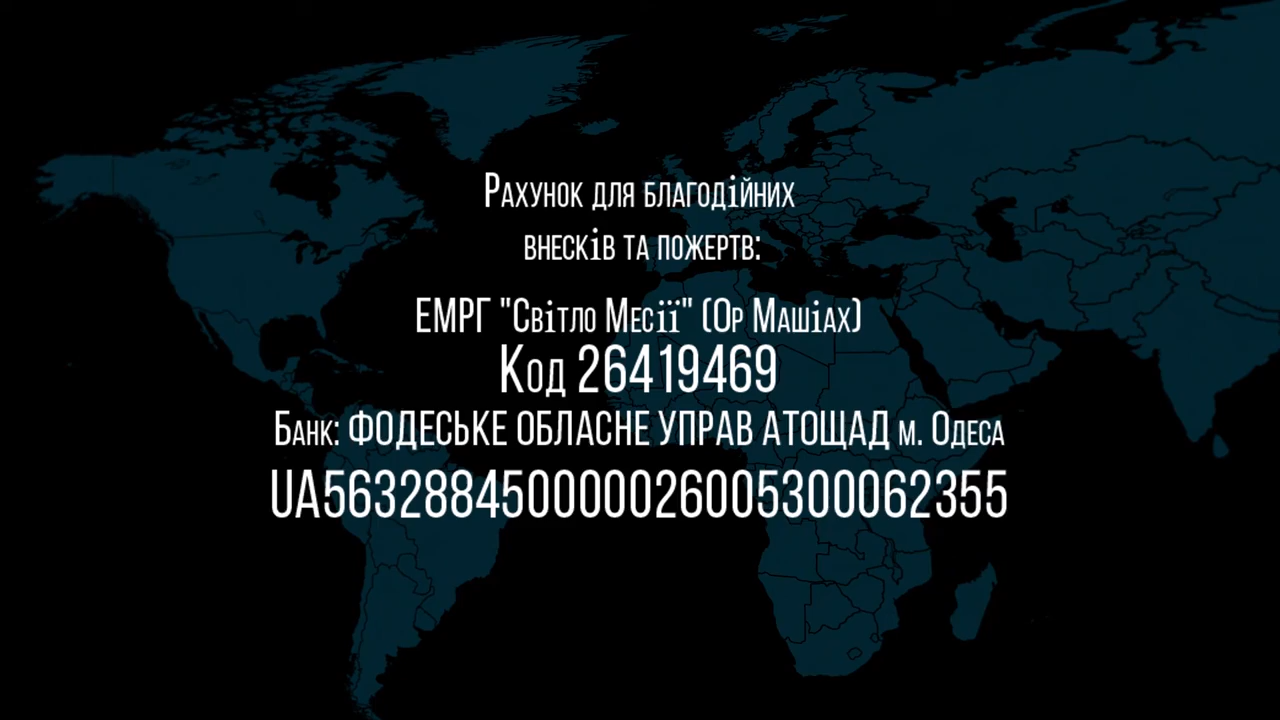 Рахунок для благодійних
внесків та пожертв:
ЕМРГ "Світло Месії" (Ор Машіах)
Код 26419469
Банк: ФОДЕСЬКЕ ОБЛАСНЕ УПРАВ АТОЩАД м. Одеса
UA563288450000026005300062355